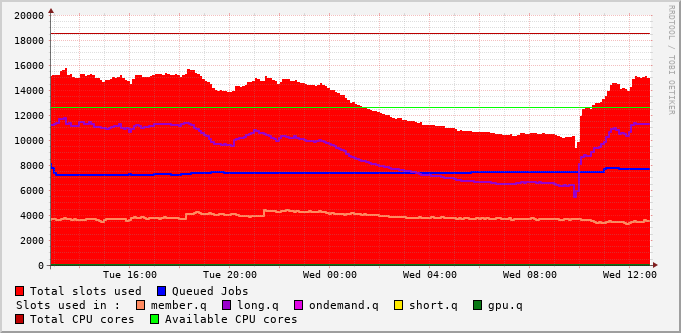 RRDTOOL / TOBI OETIKER
20000
18000
16000
14000
12000
10000
8000
6000
4000
2000
0
Tue 16:00 Tue 20:00 Wed 00:00 Wed 04:00 Wed 08:00 Wed 12:00
Total slots used Queued Jobs
Slots used in : member.q long.q ondemand.q short.q gpu.q
Total CPU cores Available CPU cores